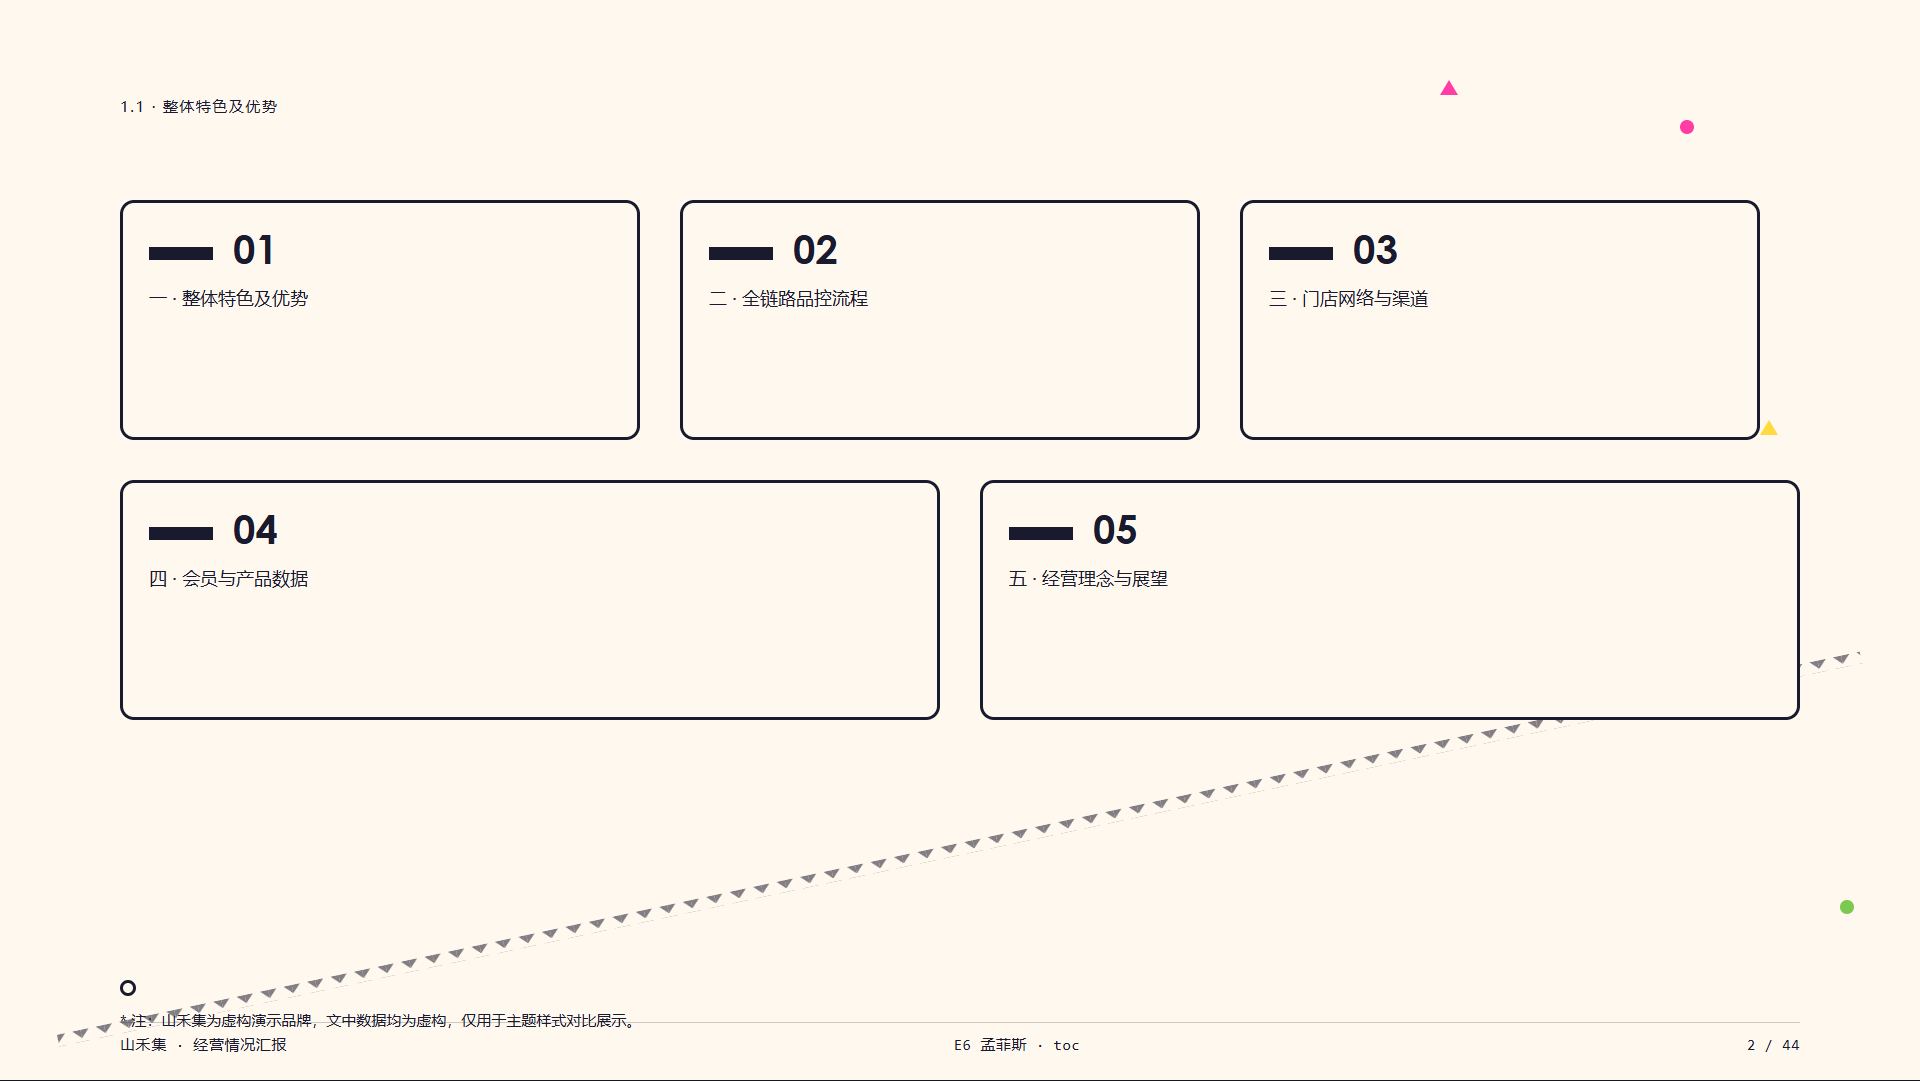 1.1 · 整体特色及优势
01
一 · 整体特色及优势
02
二 · 全链路品控流程
03
三 · 门店网络与渠道
04
四 · 会员与产品数据
05
五 · 经营理念与展望
* 注：山禾集为虚构演示品牌，文中数据均为虚构，仅用于主题样式对比展示。
山禾集 · 经营情况汇报
E6 孟菲斯 · toc
2 / 44